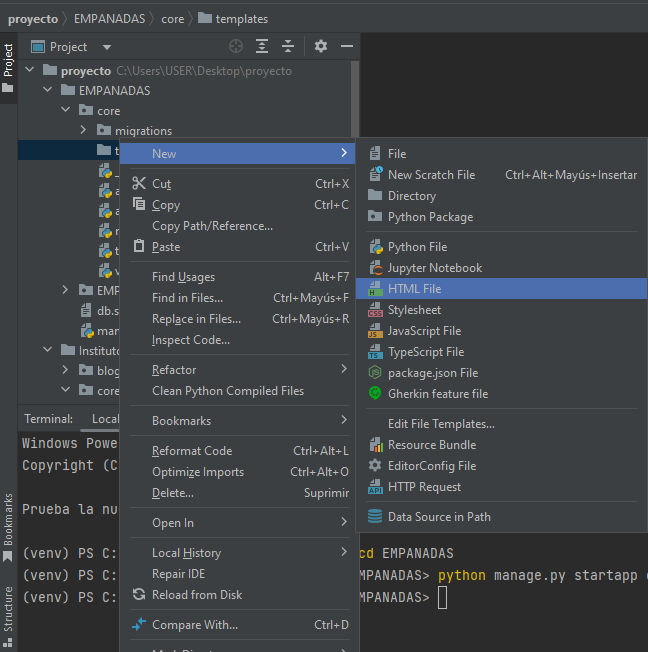 proyecto EMPANADAS core templates
Project
Project
proyecto C:\Users\USER\Desktop\proyecto
EMPANADAS
core
migrations
db.s
Instituto
blog
core
New
Cut Ctrl+X
Copy Ctrl+C
Copy Path/Reference...
Paste Ctrl+V
Find Usages Alt+F7
Find in Files... Ctrl+Mayús+F
Replace in Files... Ctrl+Mayús+R
Inspect Code...
Refactor
Clean Python Compiled Files
Bookmarks
Reformat Code Ctrl+Alt+L
Optimize Imports Ctrl+Alt+O
Delete... Suprimir
Open In
Local History
Repair IDE
Reload from Disk
Compare With... Ctrl+D
File
New Scratch File Ctrl+Alt+Mayús+Insertar
Directory
Python Package
Python File
Jupyter Notebook
HTML File
Stylesheet
JavaScript File
TypeScript File
package.json File
Gherkin feature file
Edit File Templates...
Resource Bundle
EditorConfig File
HTTP Request
Data Source in Path
Terminal: Local
Windows Powe
Copyright (C
Prueba la nu
(venv) PS C: cd EMPANADAS
(venv) PS C: MPANADAS> python manage.py startapp
(venv) PS C: MPANADAS>
Bookmarks
Structure